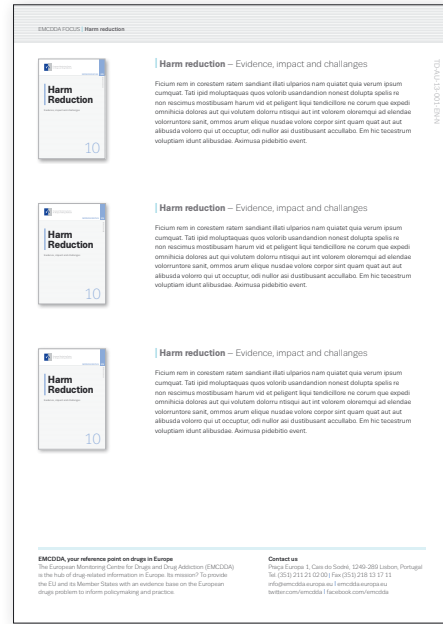 EMCDDA FOCUS | Harm reduction
TD-AU-13-001-EN-N
Harm reduction — Evidence, impact and challanges
Ficium rem in corestem ratem sandiant illati ulparios nam quiatet quia verum ipsum
cumquat. Tati ipid moluptaquas quos volorib usandandion nonest dolupta spelis re
non rescimus mostibusam harum vid et peligent liqui tendicillore re corum que expedi
omnihicia dolores aut qui volutem dolorru ntisqui aut int volorem oloremqui ad elendae
volorruntore sanit, ommos arum elique nusdae volore corpor sint quam quat aut aut
alibusda volorro qui ut occuptur, odi nullor asi dustibusant accullabo. Em hic tecestrum
voluptiam idunt alibusdae. Aximusa pidebitio event.
Harm
Reduction
10
Harm reduction — Evidence, impact and challanges
Ficium rem in corestem ratem sandiant illati ulparios nam quiatet quia verum ipsum
cumquat. Tati ipid moluptaquas quos volorib usandandion nonest dolupta spelis re
non rescimus mostibusam harum vid et peligent liqui tendicillore re corum que expedi
omnihicia dolores aut qui volutem dolorru ntisqui aut int volorem oloremqui ad elendae
volorruntore sanit, ommos arum elique nusdae volore corpor sint quam quat aut aut
alibusda volorro qui ut occuptur, odi nullor asi dustibusant accullabo. Em hic tecestrum
voluptiam idunt alibusdae. Aximusa pidebitio event.
Harm
Reduction
10
Harm reduction — Evidence, impact and challanges
Ficium rem in corestem ratem sandiant illati ulparios nam quiatet quia verum ipsum
cumquat. Tati ipid moluptaquas quos volorib usandandion nonest dolupta spelis re
non rescimus mostibusam harum vid et peligent liqui tendicillore re corum que expedi
omnihicia dolores aut qui volutem dolorru ntisqui aut int volorem oloremqui ad elendae
volorruntore sanit, ommos arum elique nusdae volore corpor sint quam quat aut aut
alibusda volorro qui ut occuptur, odi nullor asi dustibusant accullabo. Em hic tecestrum
voluptiam idunt alibusdae. Aximusa pidebitio event.
Harm
Reduction
10
EMCDDA, your reference point on drugs in Europe
The European Monitoring Centre for Drugs and Drug Addiction (EMCDDA)
is the hub of drug-related information in Europe. Its mission? To provide
the EU and its Member States with an evidence base on the European
drugs problem to inform policymaking and practice
Contact us
Praça Europa 1, Cais do Sodré, 1249-289 Lisbon, Portugal
Tel. (351) 211 21 02 00 | Fax (351) 218 13 17 11
info@emcdda.europa.eu | emcdda.europa.eu
twitter.com/emcdda | facebook.com/emcdda